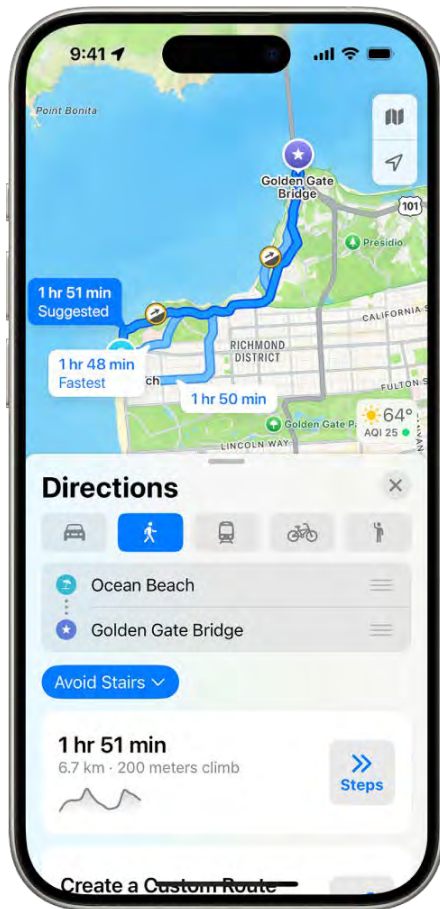 9:41
Point Bonita
Golden Gate
Bridge
101
Presidio
1 hr 51 min
Suggested
CALIFORNIA S
RICHMOND
DISTRICT
1 hr 48 min
Fastest
ch
1 hr 50 min
FULTON S
64°
AQI 25
Golden Gate P
LINCOLN WAY
Directions
Ocean Beach
Golden Gate Bridge
Avoid Stairs
1 hr 51 min
6.7 km · 200 meters climb
Steps
Create a Custom Route